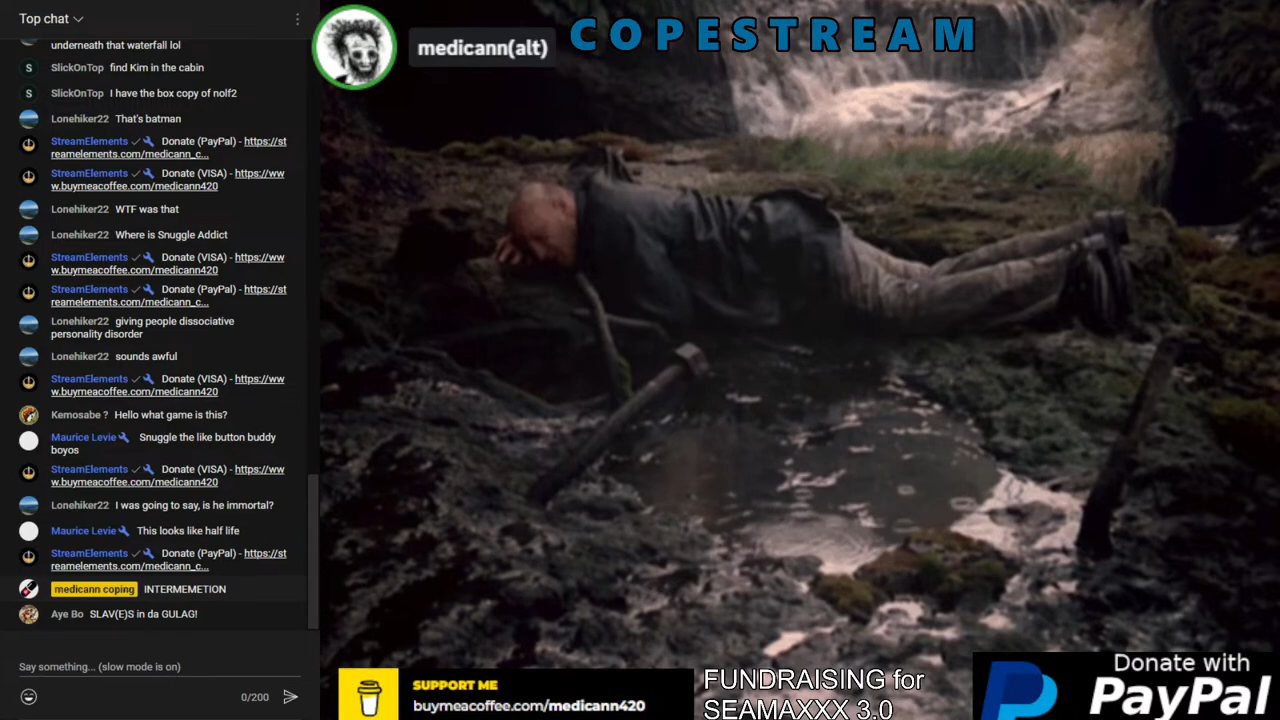 Top chat
underneath that waterfall lol
SlickOnTop find Kim in the cabin
SlickOnTop I have the box copy of nolf2
Lonehiker22 That's batman
StreamElements Donate (PayPal) - https://st
reamelements.com/medicann_c...
StreamElements Donate (VISA) - https://ww
w.buymeacoffee.com/medicann420
Lonehiker22 WTF was that
Lonehiker22 Where is Snuggle Addict
StreamElements Donate (VISA) - https://ww
w.buymeacoffee.com/medicann420
StreamElements Donate (PayPal) - https://st
reamelements.com/medicann_c...
Lonehiker22 giving people dissociative
personality disorder
Lonehiker22 sounds awful
StreamElements Donate (VISA) - https://ww
w.buymeacoffee.com/medicann420
Kemosabe ? Hello what game is this?
Maurice Levie Snuggle the like button buddy
boyos
StreamElements Donate (VISA) - https://ww
w.buymeacoffee.com/medicann420
Lonehiker22 I was going to say, is he immortal?
Maurice Levie This looks like half life
StreamElements Donate (PayPal) - https://st
reamelements.com/medicann_c...
medicann coping INTERMEMETION
Aye Bo SLAV(E)S in da GULAG!
Say something... (slow mode is on)
0/200
medicann(alt)
COPESTREAM
SUPPORT ME
buymeacoffee.com/medicann420
FUNDRAISING for
SEAMAXXX 3.0
Donate with
PayPal